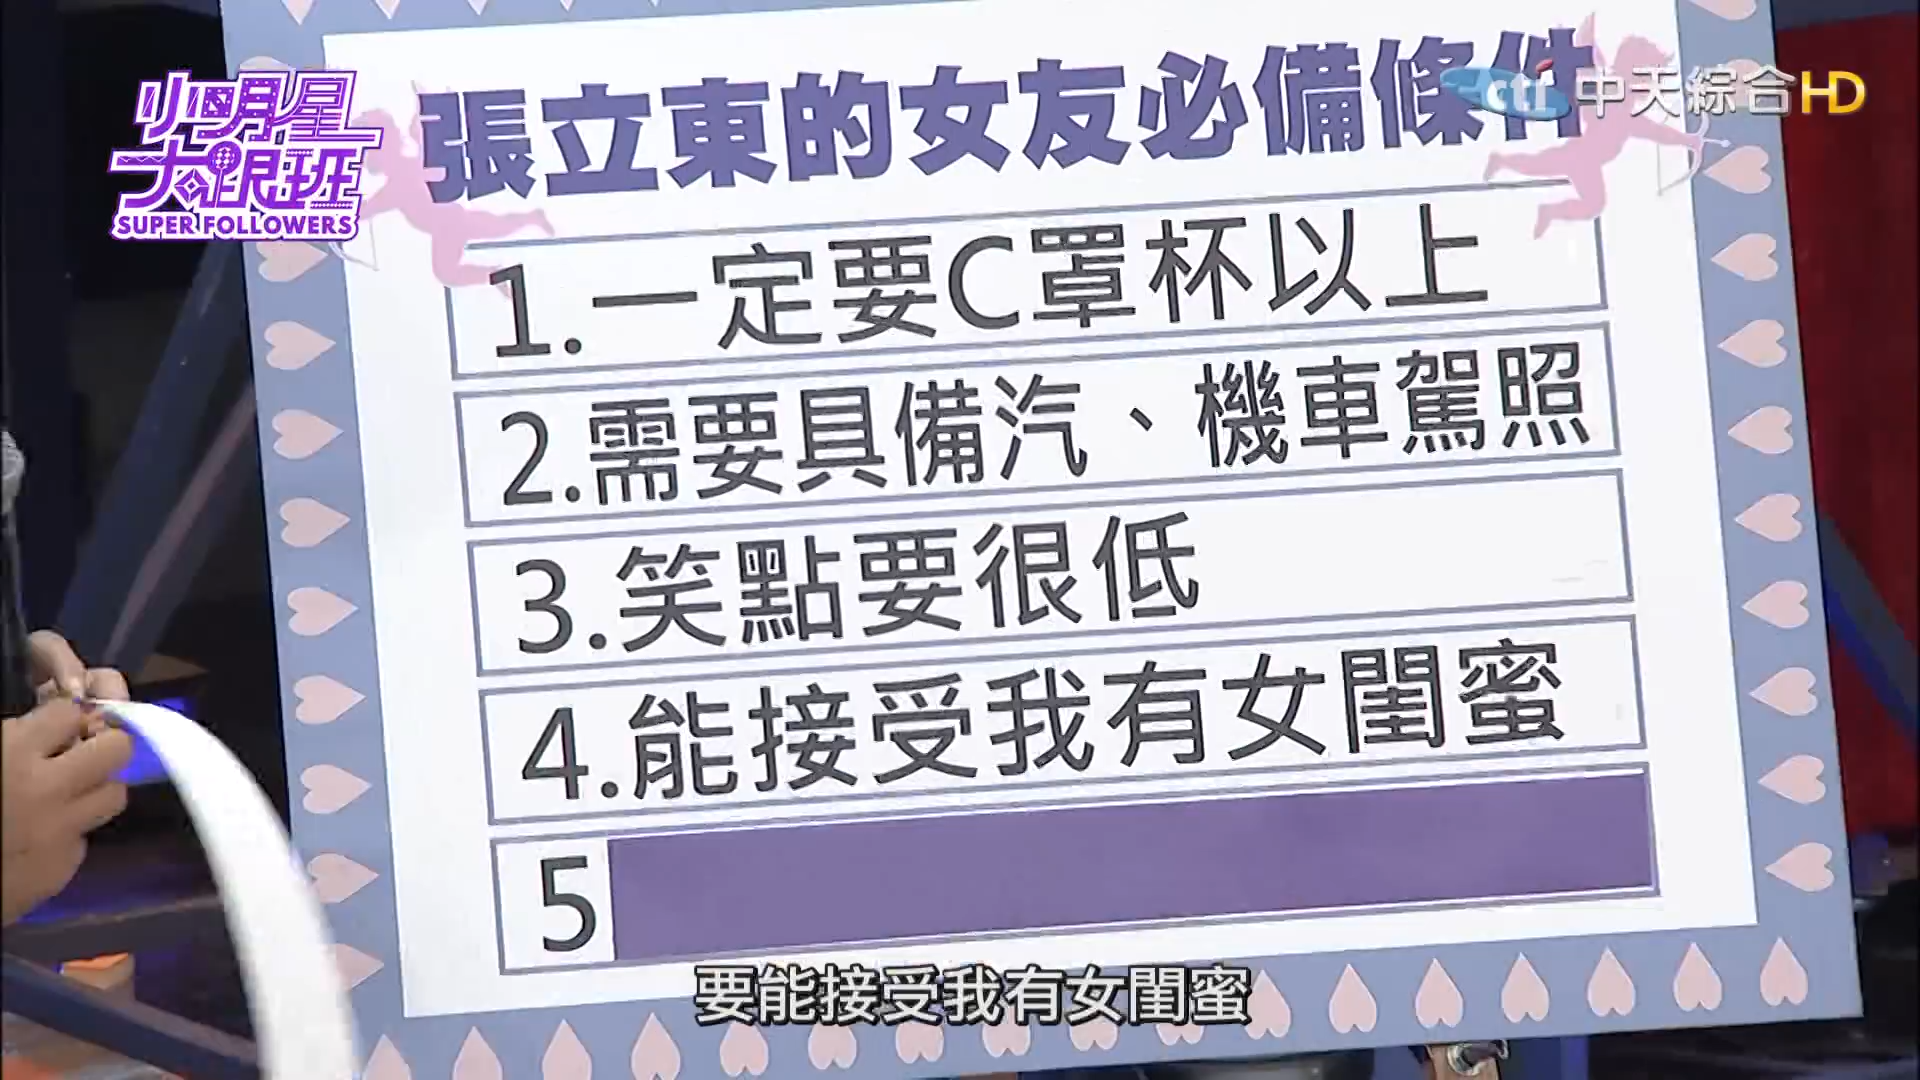 小明星
大跟班
SUPER FOLLOWERS
cti 中天綜合HD
張立東的女友必備條件
1.一定要C罩杯以上
2.需要具備汽、機車駕照
3.笑點要很低
4.能接受我有女閨蜜
5
要能接受我有女閨蜜